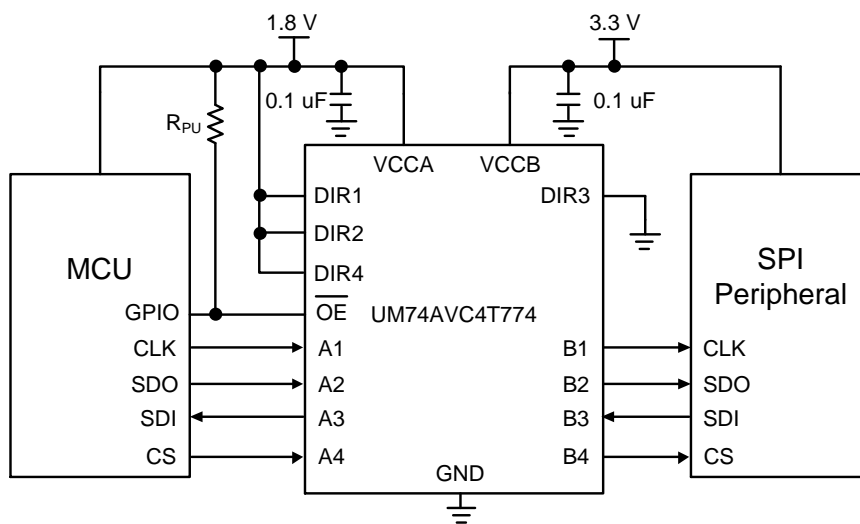 1.8 V
3.3 V
0.1 uF
0.1 uF
RPU
VCCA
VCCB
DIR1
DIR3
DIR2
DIR4
MCU
SPI
Peripheral
GPIO
OE
UM74AVC4T774
CLK
A1
B1
CLK
SDO
A2
B2
SDO
SDI
A3
B3
SDI
CS
A4
B4
CS
GND